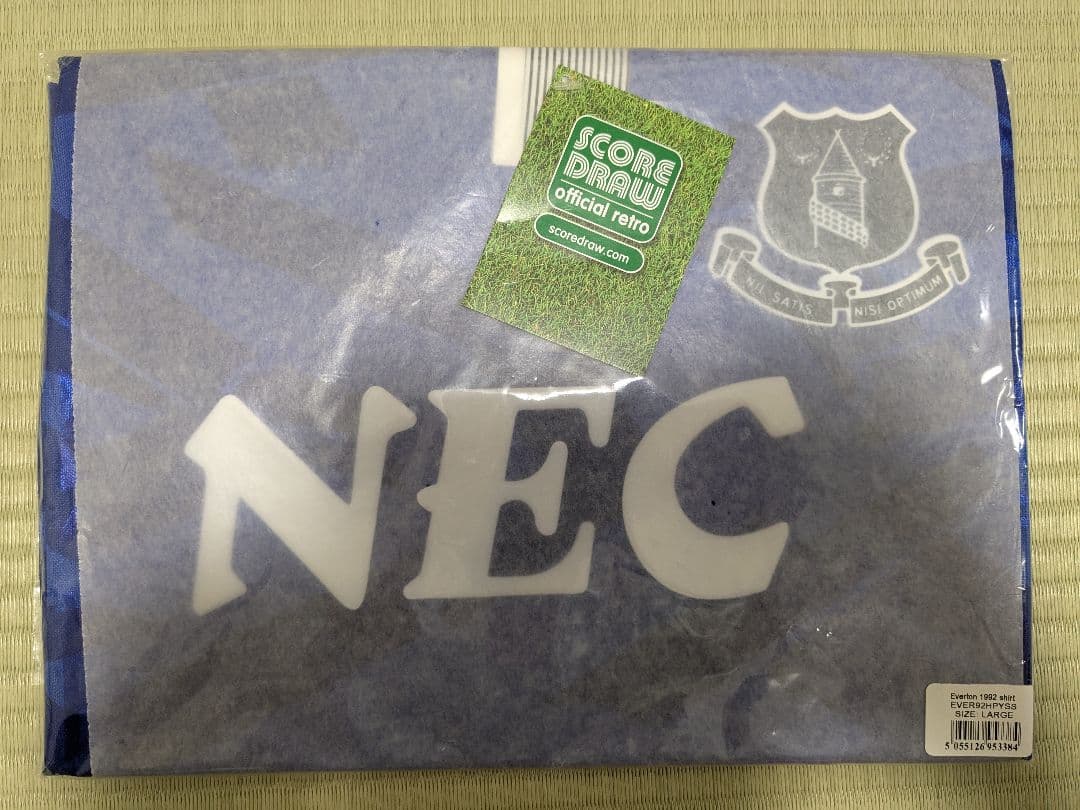 SCORE
DRAW
official retro
scoredraw.com
NIL SATIS NISI OPTIMUM
NEC
Everton 1992 shirt
EVER92HPYSS
SIZE: LARGE
5 055126 953384